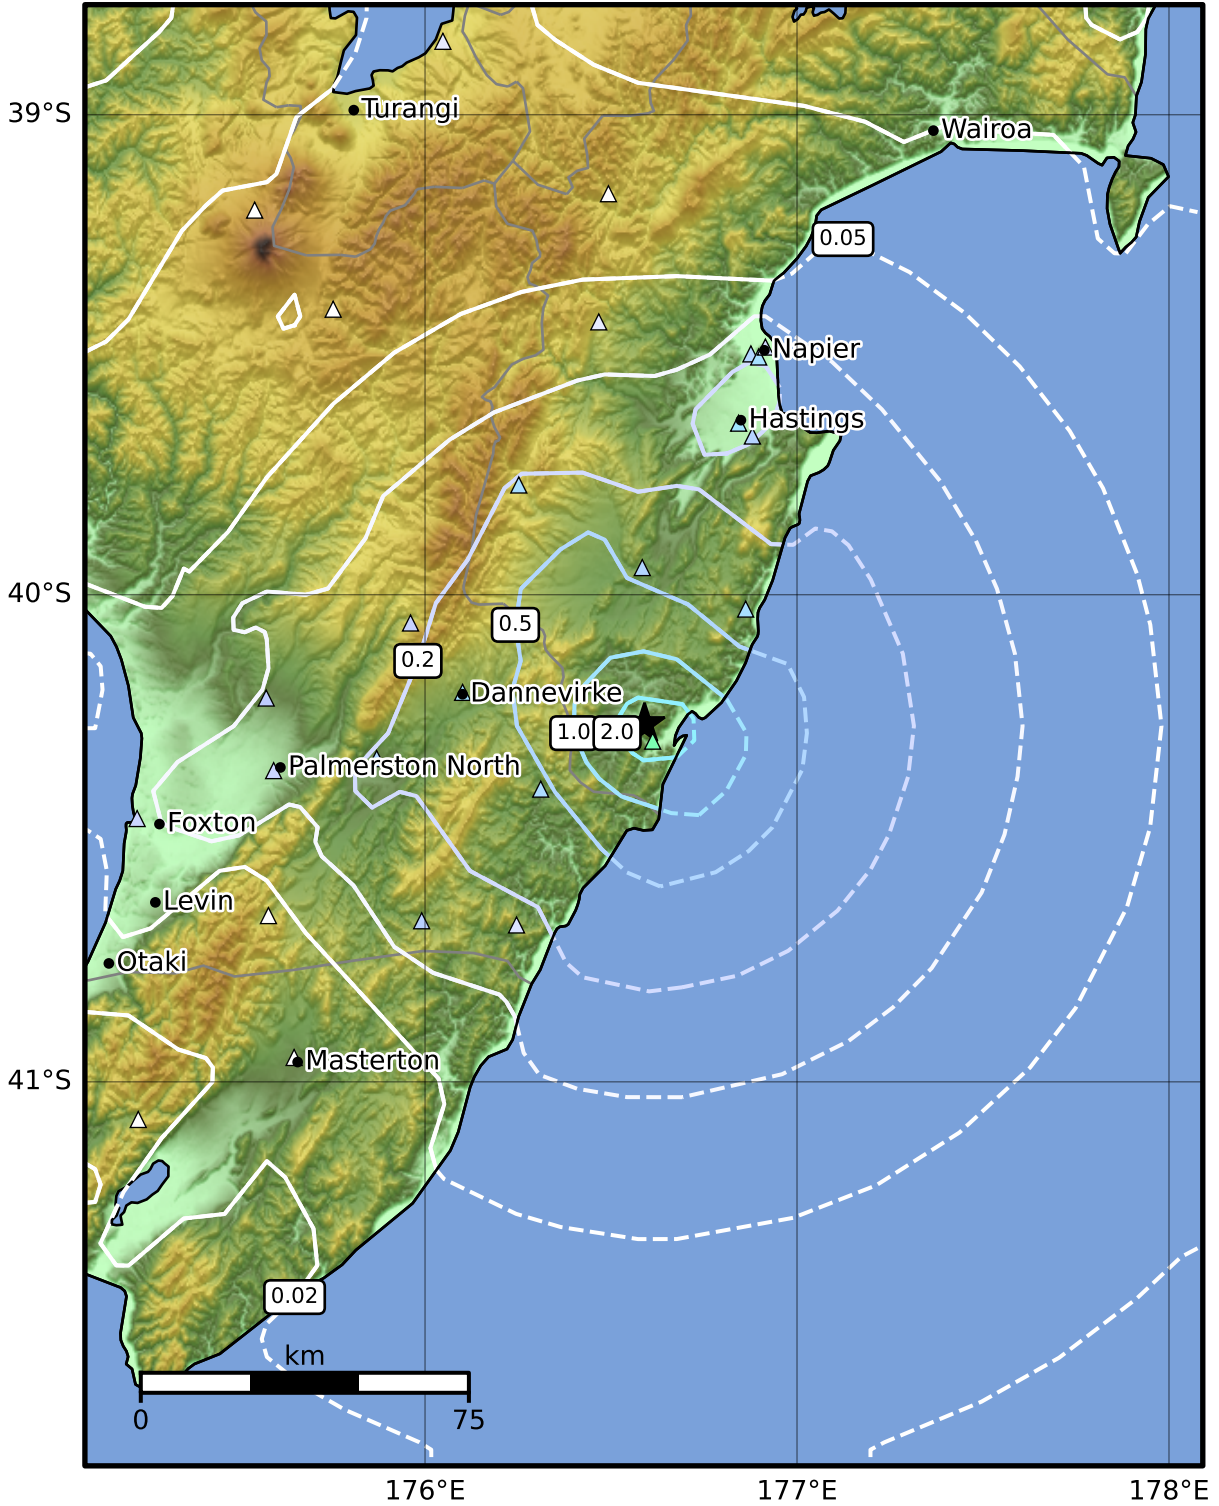 39°S
Turangi
Wairoa
0.05
Napier
Hastings
40°S
0.5
0.2
Dannevirke
1.0
2.0
Palmerston North
Foxton
Levin
Otaki
Masterton
41°S
0.02
km
0
75
176°E
177°E
178°E